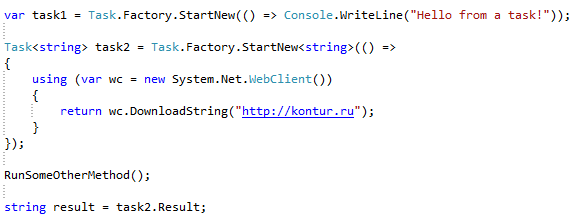 var task1 = Task.Factory.StartNew(() => Console.WriteLine("Hello from a task!"));
Task<string> task2 = Task.Factory.StartNew<string>(() =>
{
using (var wc = new System.Net.WebClient())
{
return wc.DownloadString("http://kontur.ru");
}
});
RunSomeOtherMethod();
string result = task2.Result;